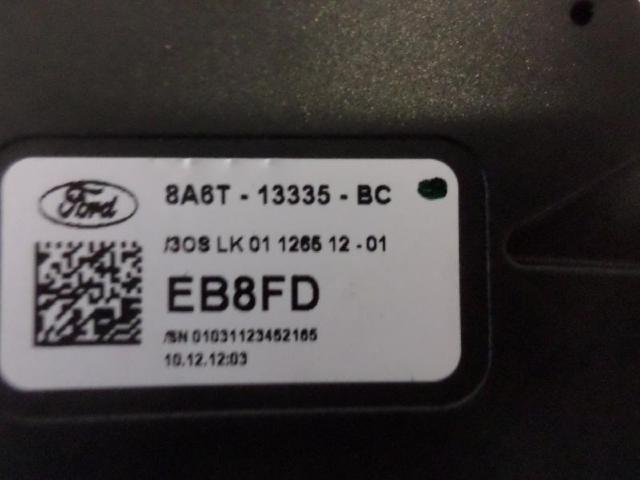 Ford
8A6T - 13335 - BC
/3OS LK 01 1265 12 - 01
EB8FD
/SN 01031123452165
10.12.12:03